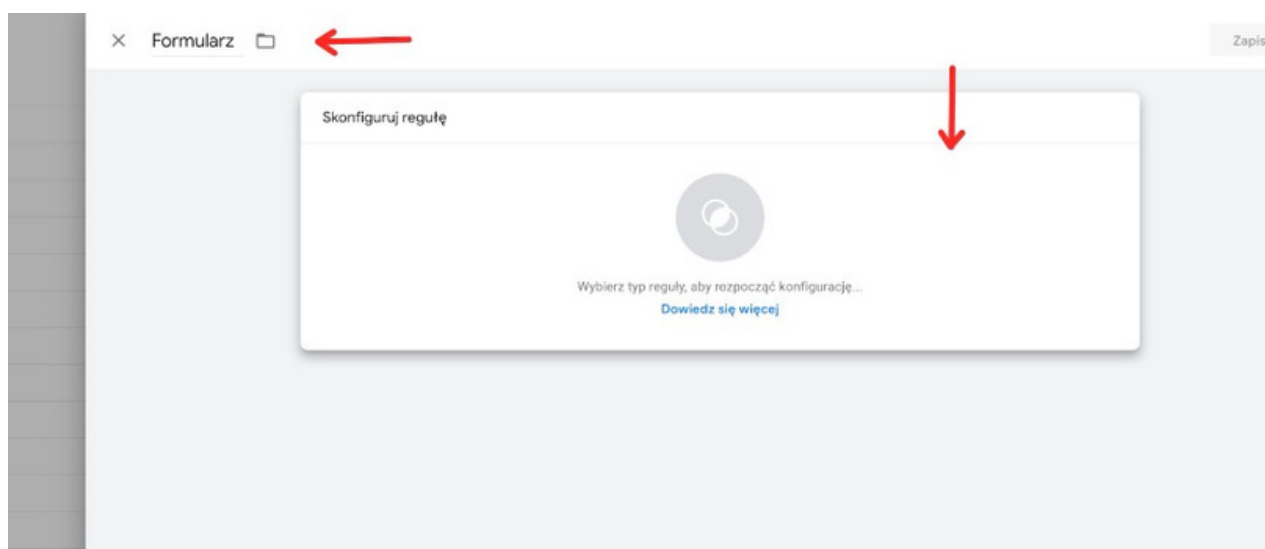 Formularz
Zapis
Skonfiguruj regułę
Wybierz typ reguły, aby rozpocząć konfigurację...
Dowiedz się więcej